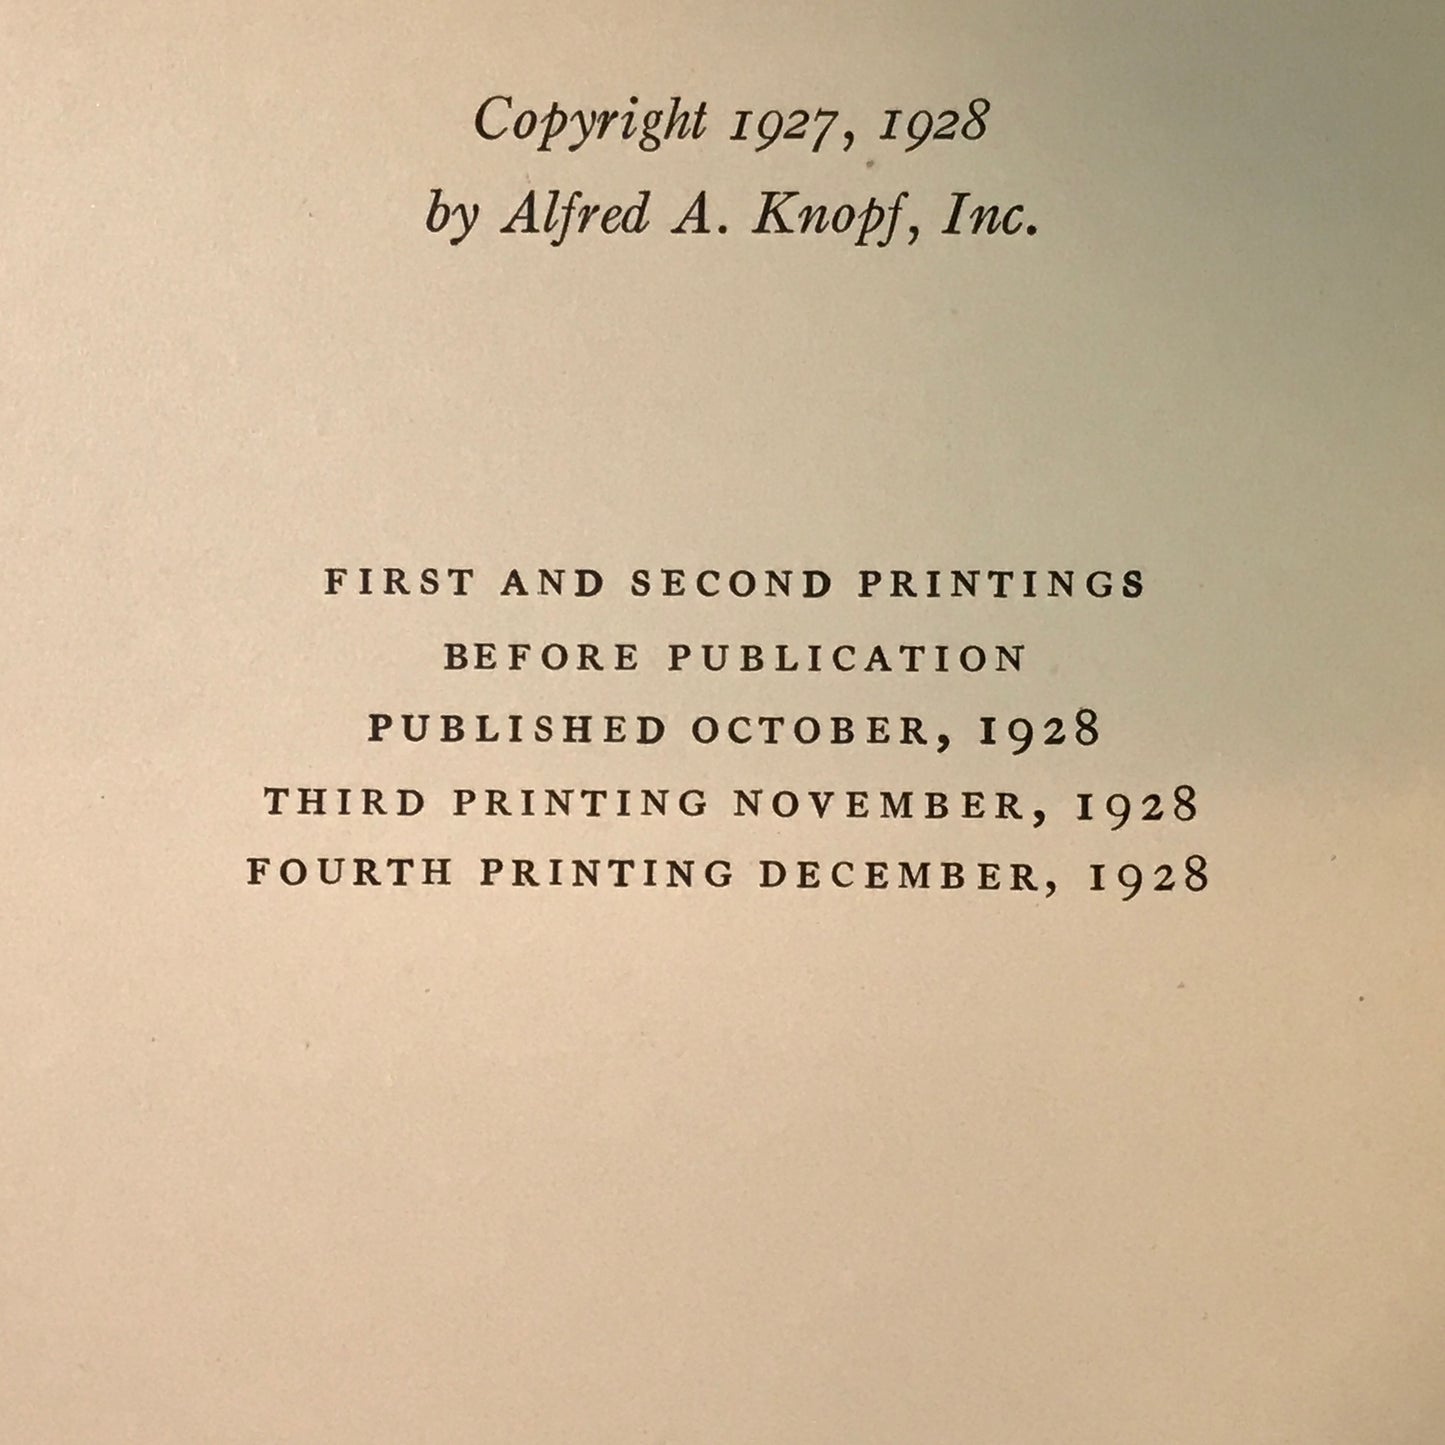 Copyright 1927, 1928
by Alfred A. Knopf, Inc.
FIRST AND SECOND PRINTINGS
BEFORE PUBLICATION
PUBLISHED OCTOBER, 1928
THIRD PRINTING NOVEMBER, 1928
FOURTH PRINTING DECEMBER, 1928